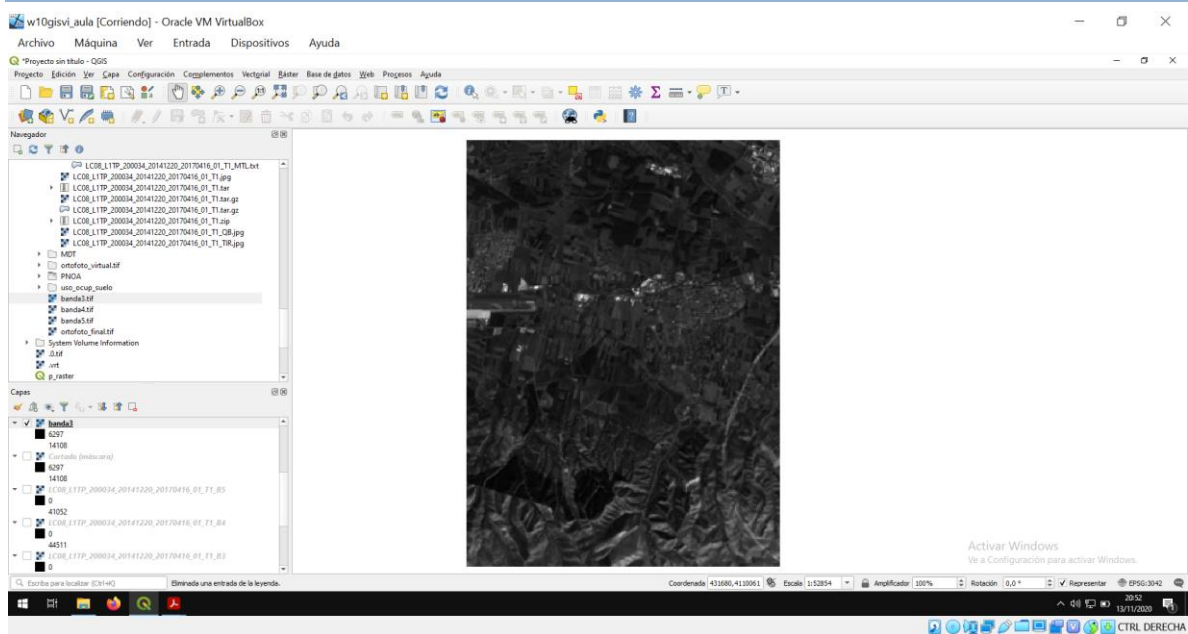 w10gisvi_aula [Corriendo] - Oracle VM VirtualBox
Archivo Máquina Ver Entrada Dispositivos Ayuda
*Proyecto sin título - QGIS
Proyecto Edición Ver Capa Configuración Complementos Vectorial Ráster Base de datos Web Procesos Ayuda
Navegador
LC08_L1TP_200034_20141220_20170416_01_T1_MTL.txt
LC08_L1TP_200034_20141220_20170416_01_T1.jpg
LC08_L1TP_200034_20141220_20170416_01_T1.tar
LC08_L1TP_200034_20141220_20170416_01_T1.tar.gz
LC08_L1TP_200034_20141220_20170416_01_T1.tar.gz
LC08_L1TP_200034_20141220_20170416_01_T1.zip
LC08_L1TP_200034_20141220_20170416_01_T1_QB.jpg
LC08_L1TP_200034_20141220_20170416_01_T1_TIR.jpg
MDT
ortofoto_virtual.tif
PNOA
uso_ocup_suelo
banda3.tif
banda4.tif
banda5.tif
ortofoto_final.tif
System Volume Information
.0.tif
.vrt
p_raster
Capas
banda3
6297
14108
Cortado (máscara)
6297
14108
LC08_L1TP_200034_20141220_20170416_01_T1_B5
0
41052
LC08_L1TP_200034_20141220_20170416_01_T1_B4
0
44511
LC08_L1TP_200034_20141220_20170416_01_T1_B3
0
Activar Windows
Ve a Configuración para activar Windows.
Escriba para localizar (Ctrl+K) Eliminada una entrada de la leyenda. Coordenada 431680,4110061 Escala 1:52854 Amplificador 100% Rotación 0,0 ° Representar EPSG:3042
20:52
13/11/2020
CTRL DERECHA